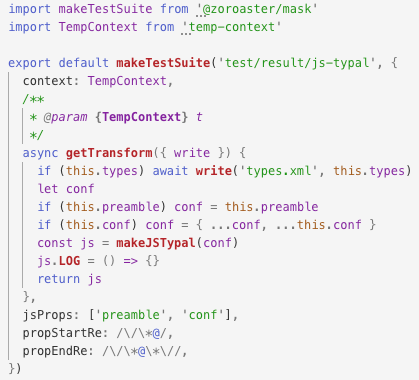 import makeTestSuite from '@zoroaster/mask'
import TempContext from 'temp-context'

export default makeTestSuite('test/result/js-typal', {
  context: TempContext,
  /**
   * @param {TempContext} t
   */
  async getTransform({ write }) {
    if (this.types) await write('types.xml', this.types)
    let conf
    if (this.preamble) conf = this.preamble
    if (this.conf) conf = { ...conf, ...this.conf }
    const js = makeJSTypal(conf)
    js.LOG = () => {}
    return js
  },
  jsProps: ['preamble', 'conf'],
  propStartRe: /\/\*@/,
  propEndRe: /\/\*@\*\//,
})